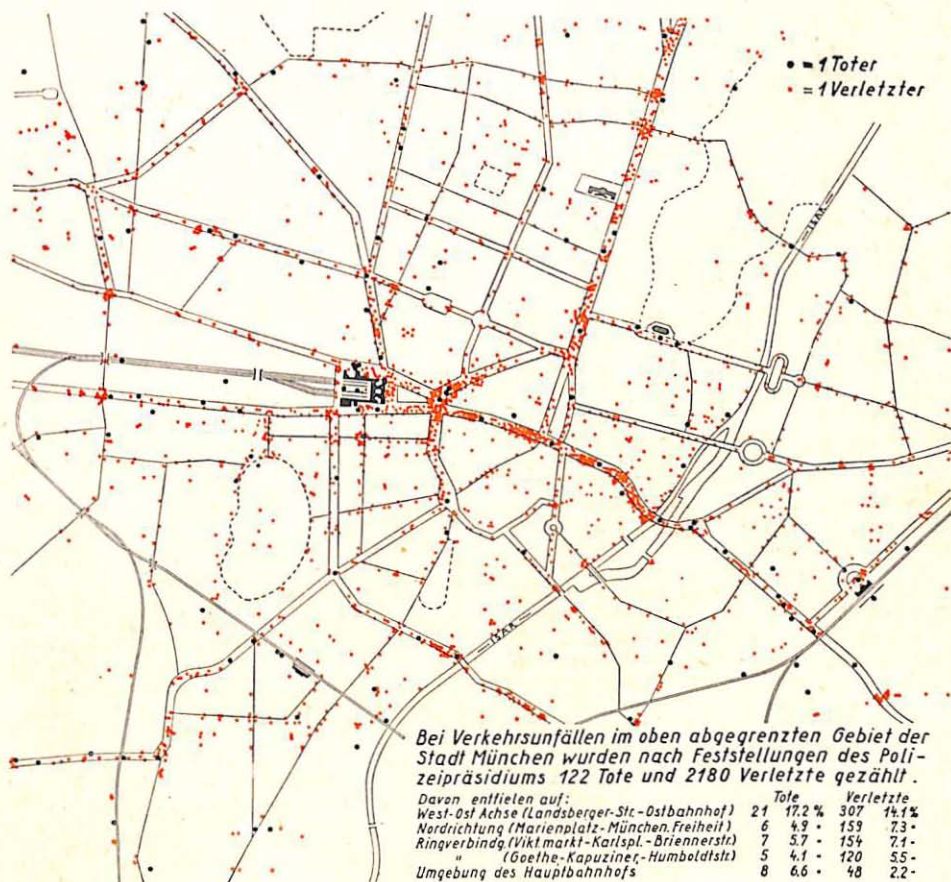 ● = 1 Toter
= 1 Verletzter
ISAR
ISAR
Bei Verkehrsunfällen im oben abgegrenzten Gebiet der
Stadt München wurden nach Feststellungen des Poli-
zeipräsidiums 122 Tote und 2180 Verletzte gezählt.
Davon entfielen auf: Tote Verletzte
West-Ost Achse (Landsberger-Str.-Ostbahnhof) 21 17.2% 307 14.1%
Nordrichtung (Marienplatz-München.Freiheit) 6 4.9 - 159 7.3 -
Ringverbindg.(Vikt.markt-Karlspl.-Briennerstr.) 7 5.7 - 154 7.1 -
" (Goethe-Kapuziner,-Humboldtstr.) 5 4.1 - 120 5.5 -
Umgebung des Hauptbahnhofs 8 6.6 - 48 2.2 -